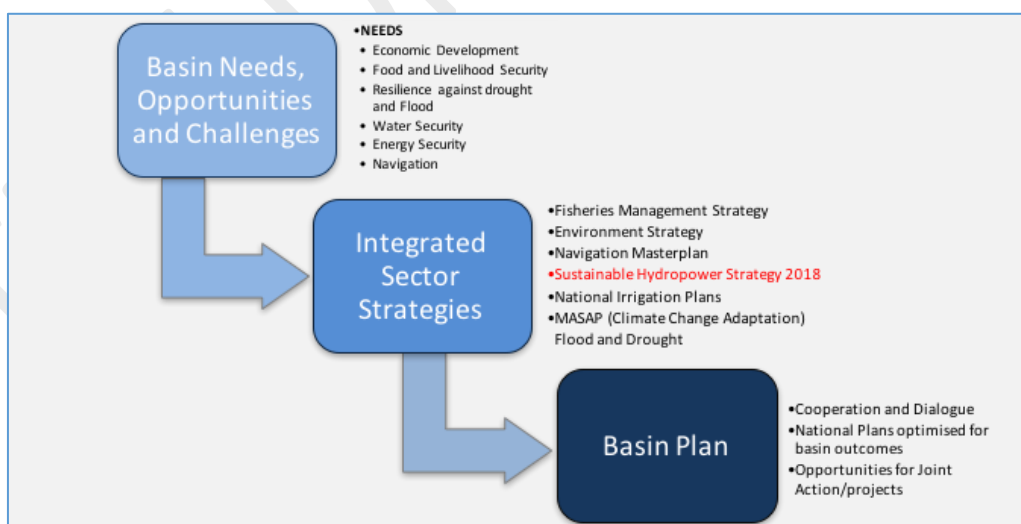 Basin Needs,
Opportunities
and Challenges
•NEEDS
• Economic Development
• Food and Livelihood Security
• Resilience against drought
and Flood
• Water Security
• Energy Security
• Navigation
Integrated
Sector
Strategies
•Fisheries Management Strategy
•Environment Strategy
•Navigation Masterplan
•Sustainable Hydropower Strategy 2018
•National Irrigation Plans
•MASAP (Climate Change Adaptation)
Flood and Drought
Basin Plan
•Cooperation and Dialogue
•National Plans optimised for
basin outcomes
•Opportunities for Joint
Action/projects